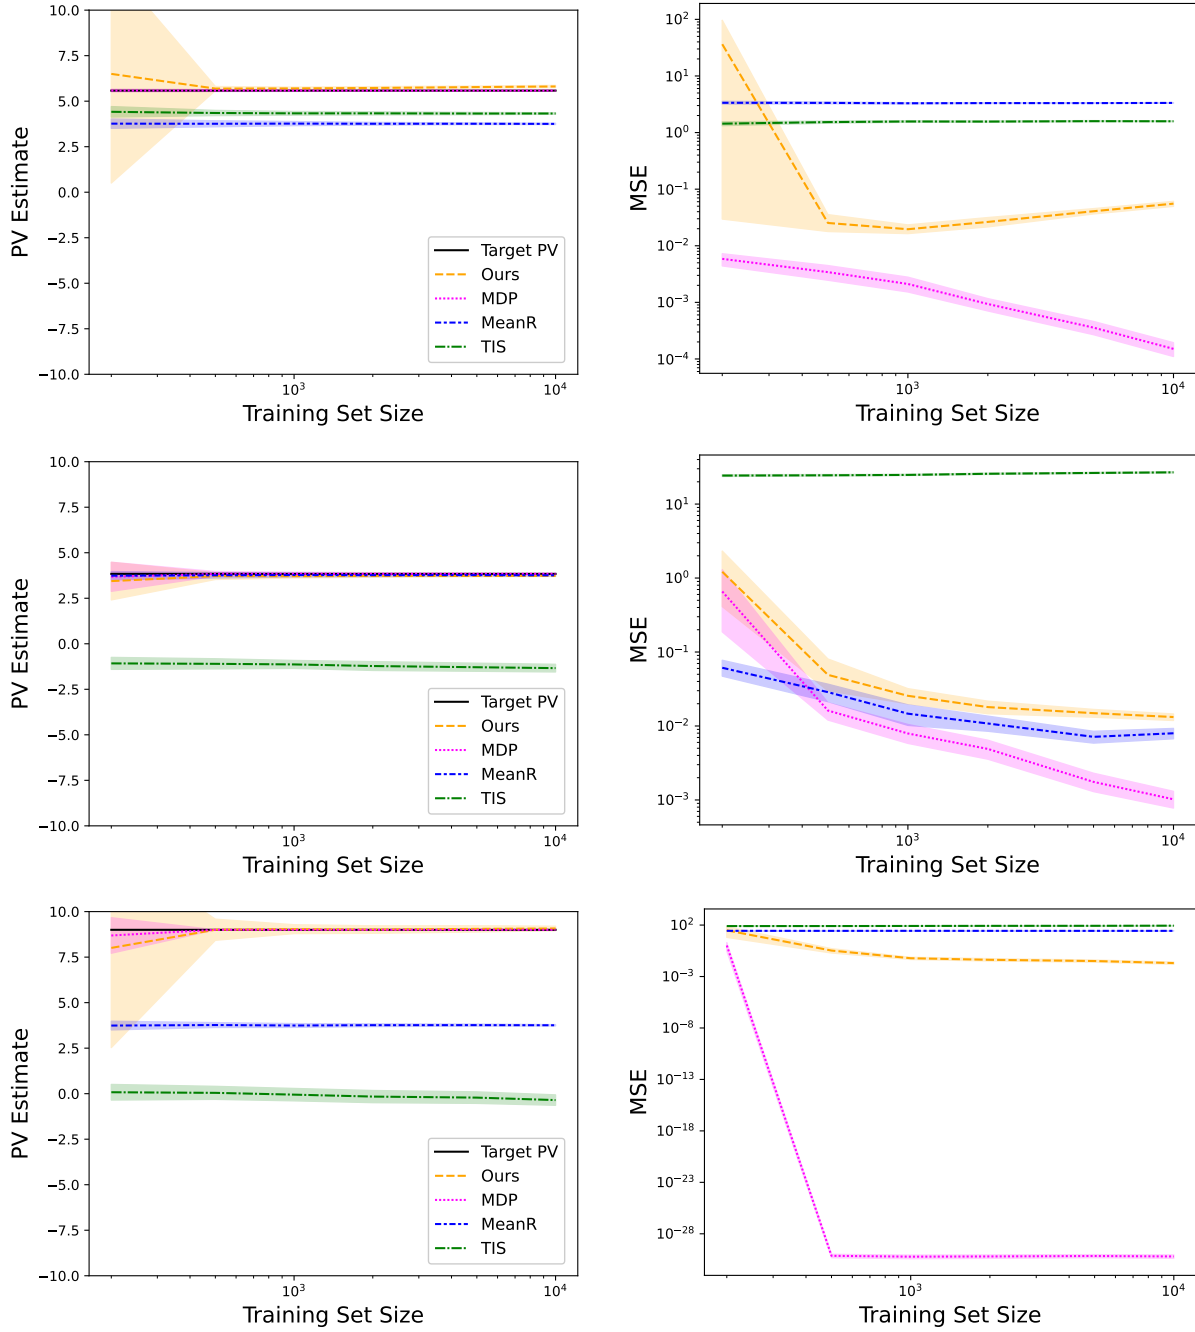 10.0
7.5
5.0
2.5
0.0
−2.5
−5.0
−7.5
−10.0
PV Estimate
Target PV
Ours
MDP
MeanR
TIS
10³
10⁴
Training Set Size
10²
10¹
10⁰
10⁻¹
10⁻²
10⁻³
10⁻⁴
MSE
10³
10⁴
Training Set Size
10.0
7.5
5.0
2.5
0.0
−2.5
−5.0
−7.5
−10.0
PV Estimate
Target PV
Ours
MDP
MeanR
TIS
10³
10⁴
Training Set Size
10¹
10⁰
10⁻¹
10⁻²
10⁻³
MSE
10³
10⁴
Training Set Size
10.0
7.5
5.0
2.5
0.0
−2.5
−5.0
−7.5
−10.0
PV Estimate
Target PV
Ours
MDP
MeanR
TIS
10³
10⁴
Training Set Size
10²
10⁻³
10⁻⁸
10⁻¹³
10⁻¹⁸
10⁻²³
10⁻²⁸
MSE
10³
10⁴
Training Set Size